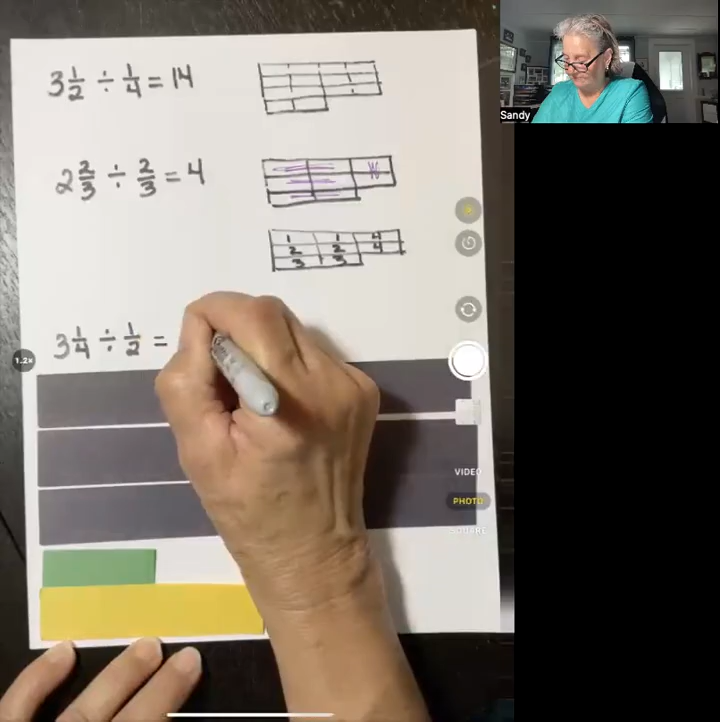 3 1/2 ÷ 1/4 = 14
Sandy
2 2/3 ÷ 2/3 = 4
1 1 4
2 2 4
3 3
3 1/4 ÷ 1/2 =
1.2×
VIDEO
PHOTO
SQUARE